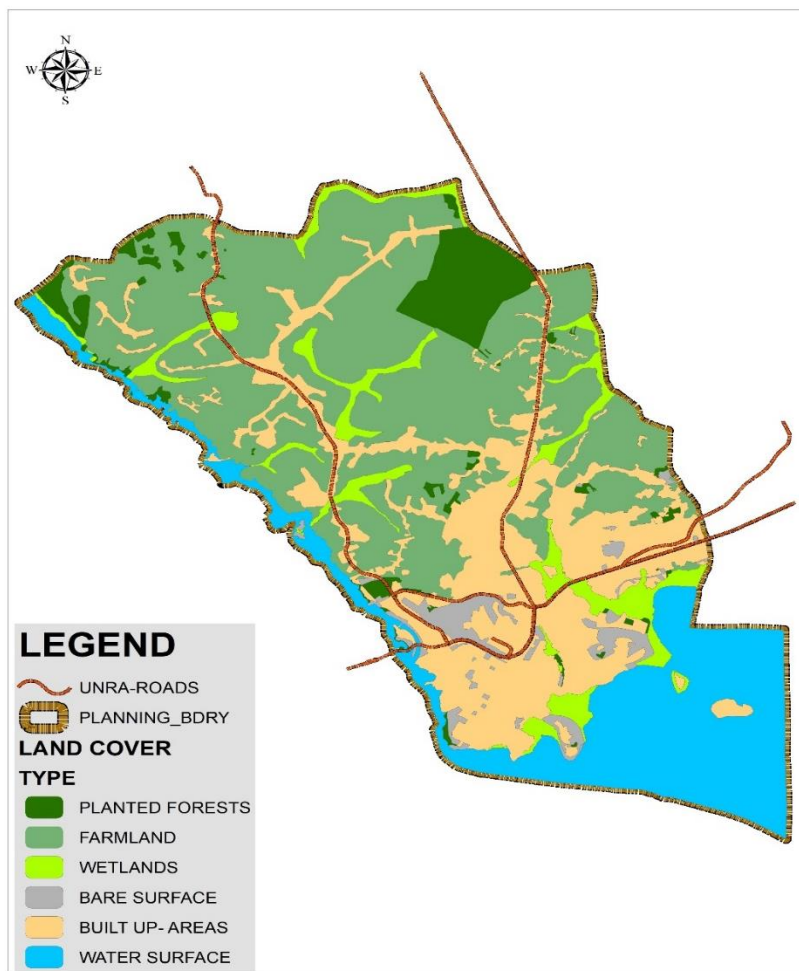 N
W E
S
LEGEND
UNRA-ROADS
PLANNING_BDRY
LAND COVER
TYPE
PLANTED FORESTS
FARMLAND
WETLANDS
BARE SURFACE
BUILT UP- AREAS
WATER SURFACE